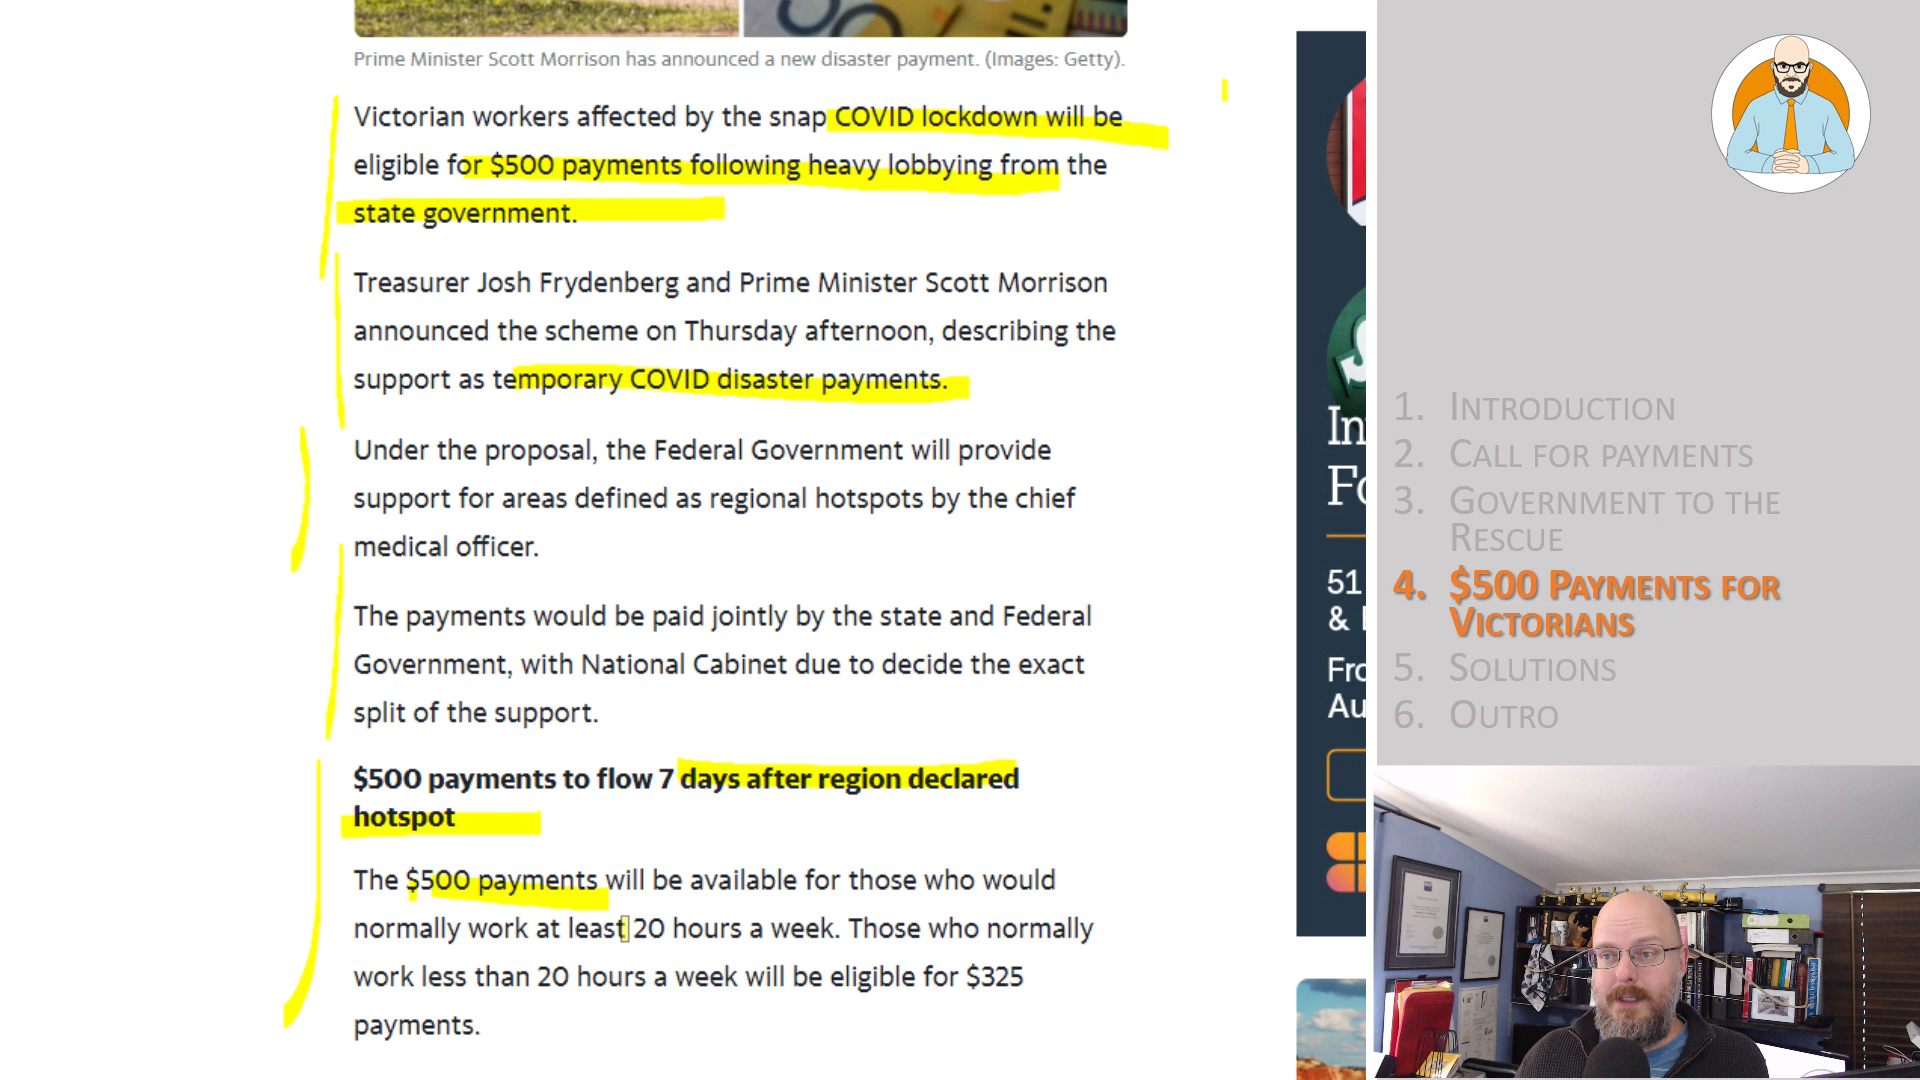 Prime Minister Scott Morrison has announced a new disaster payment. (Images: Getty).
Victorian workers affected by the snap COVID lockdown will be
eligible for $500 payments following heavy lobbying from the
state government.
Treasurer Josh Frydenberg and Prime Minister Scott Morrison
announced the scheme on Thursday afternoon, describing the
support as temporary COVID disaster payments.
Under the proposal, the Federal Government will provide
support for areas defined as regional hotspots by the chief
medical officer.
The payments would be paid jointly by the state and Federal
Government, with National Cabinet due to decide the exact
split of the support.
$500 payments to flow 7 days after region declared
hotspot
The $500 payments will be available for those who would
normally work at least 20 hours a week. Those who normally
work less than 20 hours a week will be eligible for $325
payments.
In
Fo
51
&
Fro
Au
1. Introduction
2. Call for payments
3. Government to the
Rescue
4. $500 Payments for
Victorians
5. Solutions
6. Outro